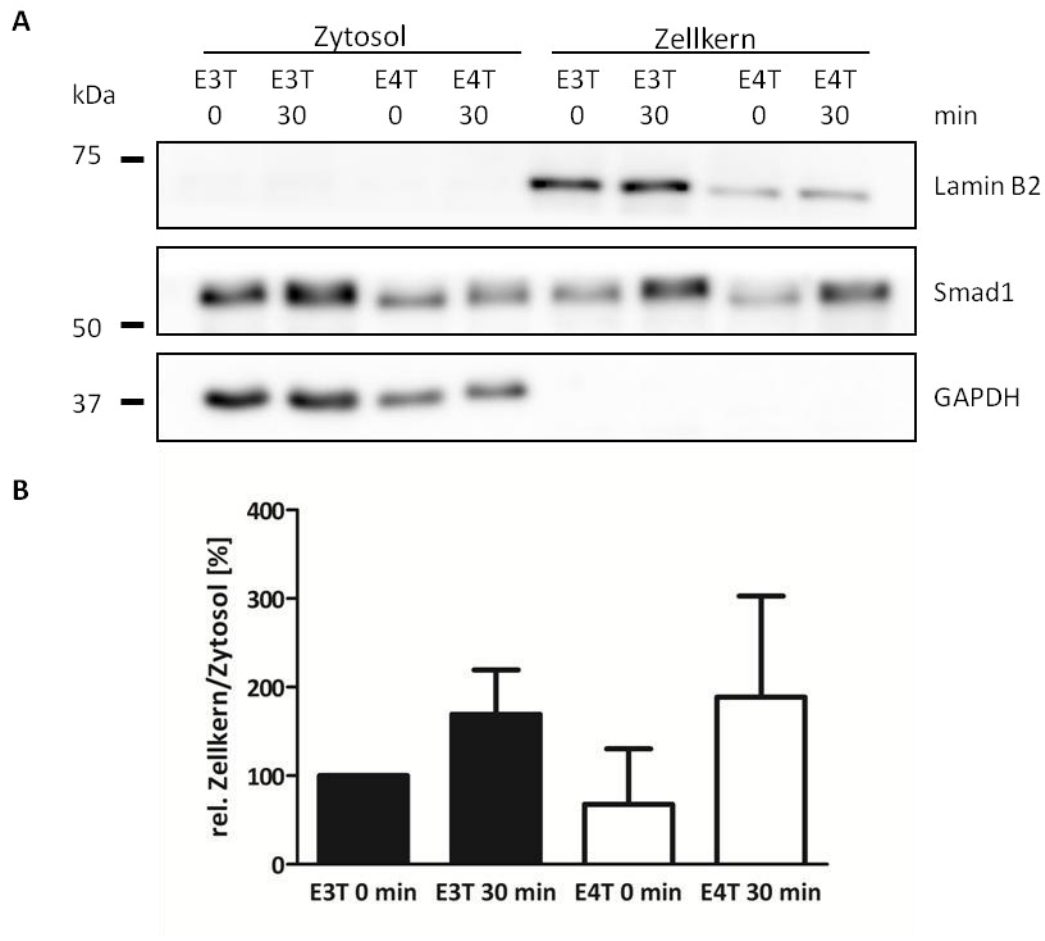 A
Zytosol Zellkern
E3T E3T E4T E4T E3T E3T E4T E4T
kDa
0 30 0 30 0 30 0 30 min
75
Lamin B2
Smad1
50
37
GAPDH
B
400
300
200
100
0
rel. Zellkern/Zytosol [%]
E3T 0 min E3T 30 min E4T 0 min E4T 30 min